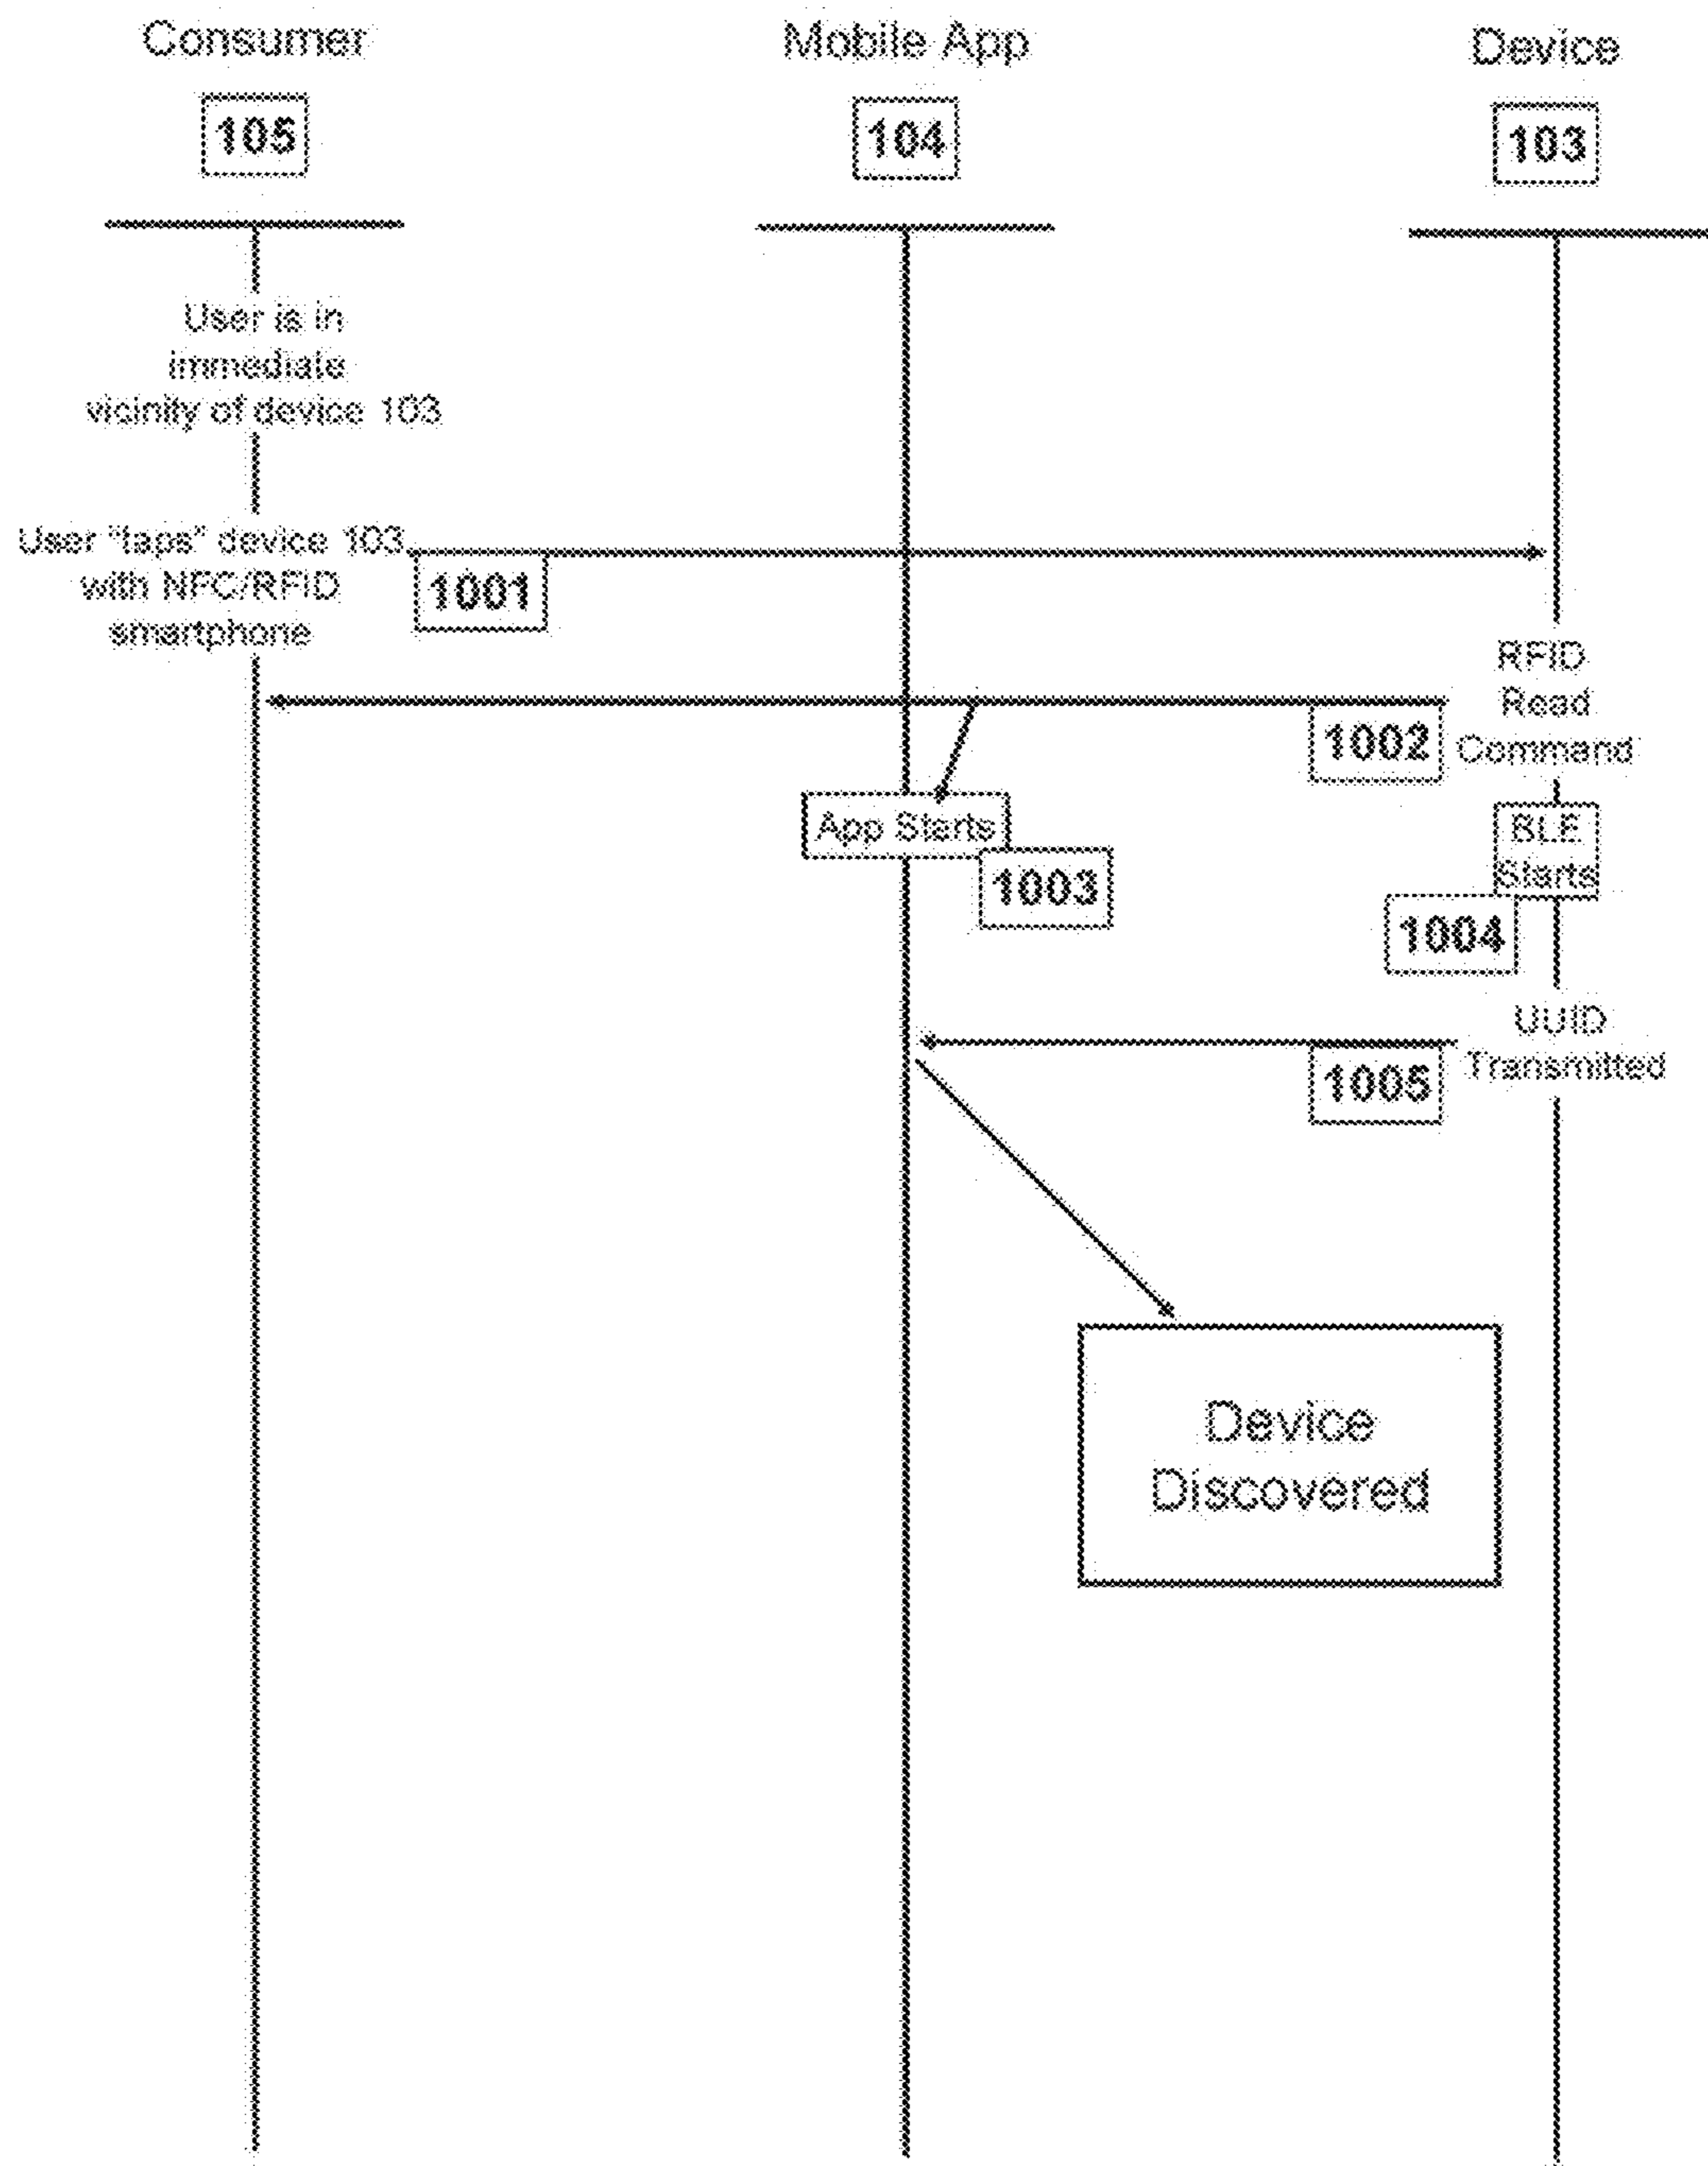 Consumer
Mobile App
Device
105
104
103
User is in
immediate
vicinity of device 103
User "taps" device 103
with NFC/RFID
smartphone
1001
RFID
Read
Command
1002
App Starts
1003
BLE
Starts
1004
UUID
Transmitted
1005
Device
Discovered